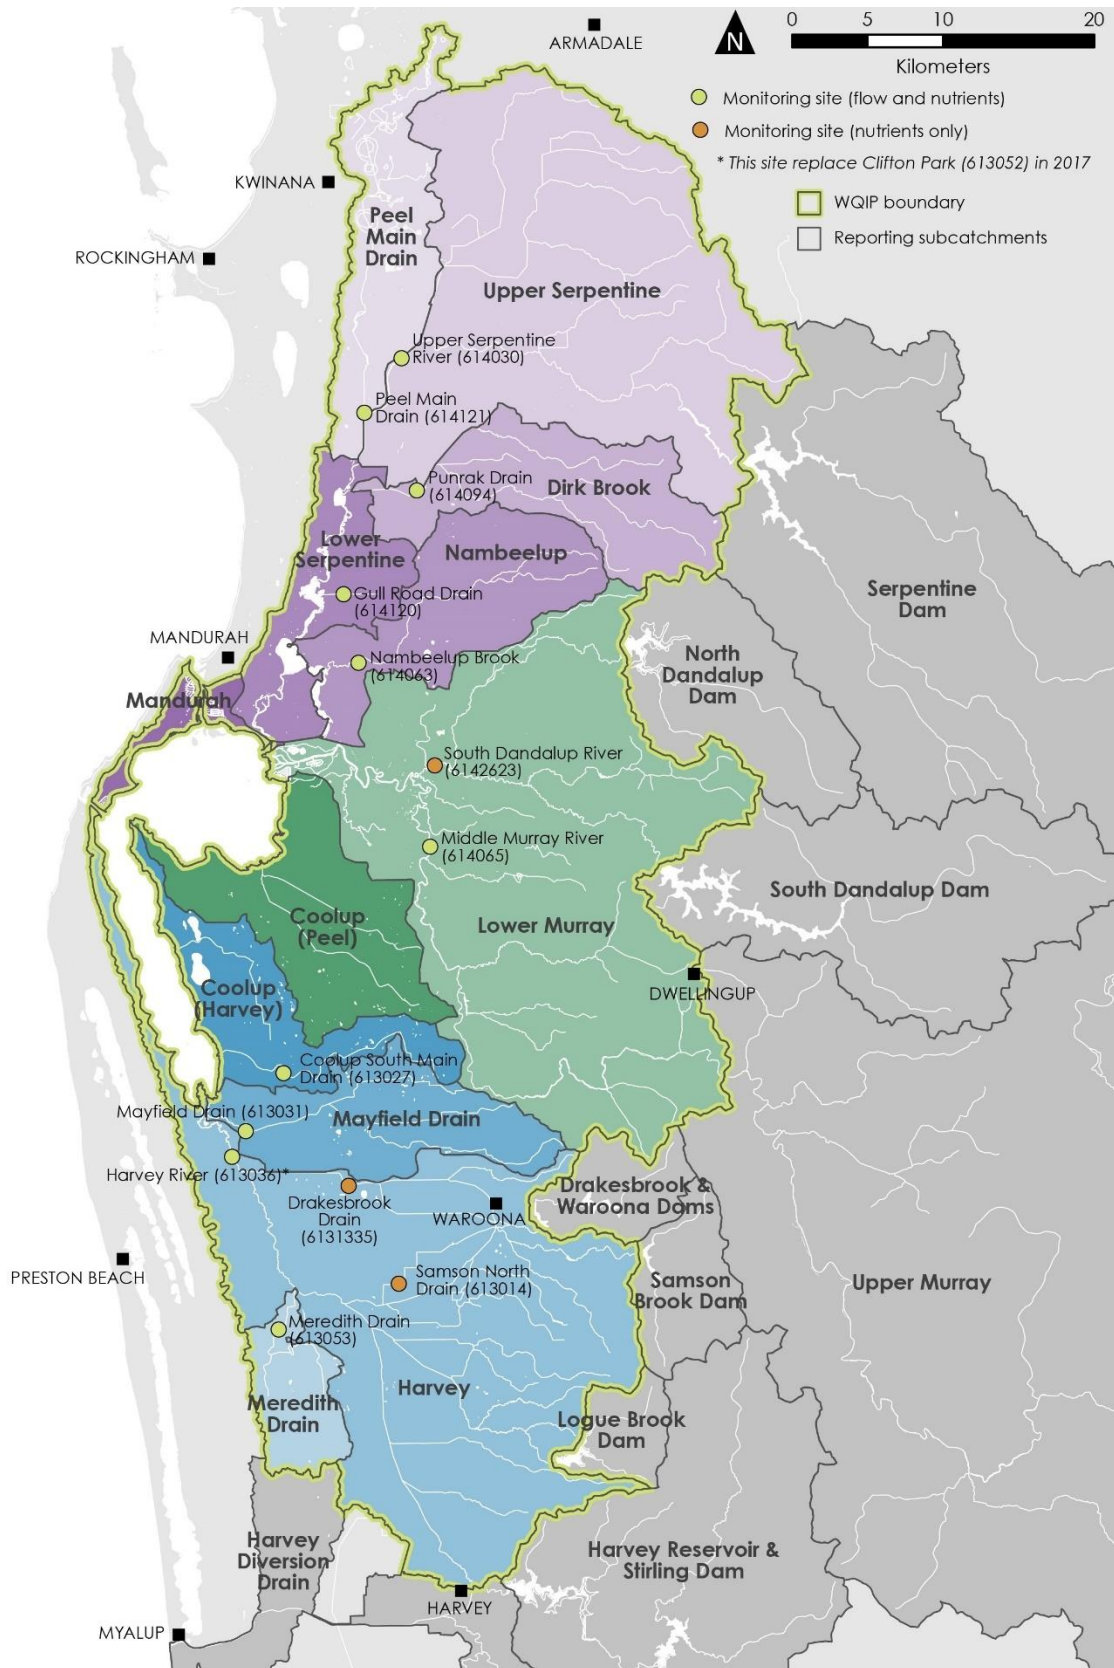 ARMADALE
N
0 5 10 20
Kilometers
Monitoring site (flow and nutrients)
Monitoring site (nutrients only)
* This site replace Clifton Park (613052) in 2017
WQIP boundary
Reporting subcatchments
KWINANA
ROCKINGHAM
Peel
Main
Drain
Upper Serpentine
Upper Serpentine
River (614030)
Peel Main
Drain (614121)
Punrak Drain
(614094)
Dirk Brook
Lower
Serpentine
Nambeelup
Gull Road Drain
(614120)
Serpentine
Dam
MANDURAH
Nambeelup Brook
(614063)
North
Dandalup
Dam
Mandurah
South Dandalup River
(6142623)
Middle Murray River
(614065)
South Dandalup Dam
Coolup
(Peel)
Lower Murray
Coolup
(Harvey)
DWELLINGUP
Coolup South Main
Drain (613027)
Mayfield Drain (613031)
Mayfield Drain
Harvey River (613036)*
Drakesbrook
Drain
(6131335)
WAROONA
Drakesbrook &
Waroona Dams
PRESTON BEACH
Samson North
Drain (613014)
Samson
Brook Dam
Upper Murray
Meredith Drain
(613053)
Meredith
Drain
Harvey
Logue Brook
Dam
Harvey
Diversion
Drain
Harvey Reservoir &
Stirling Dam
HARVEY
MYALUP